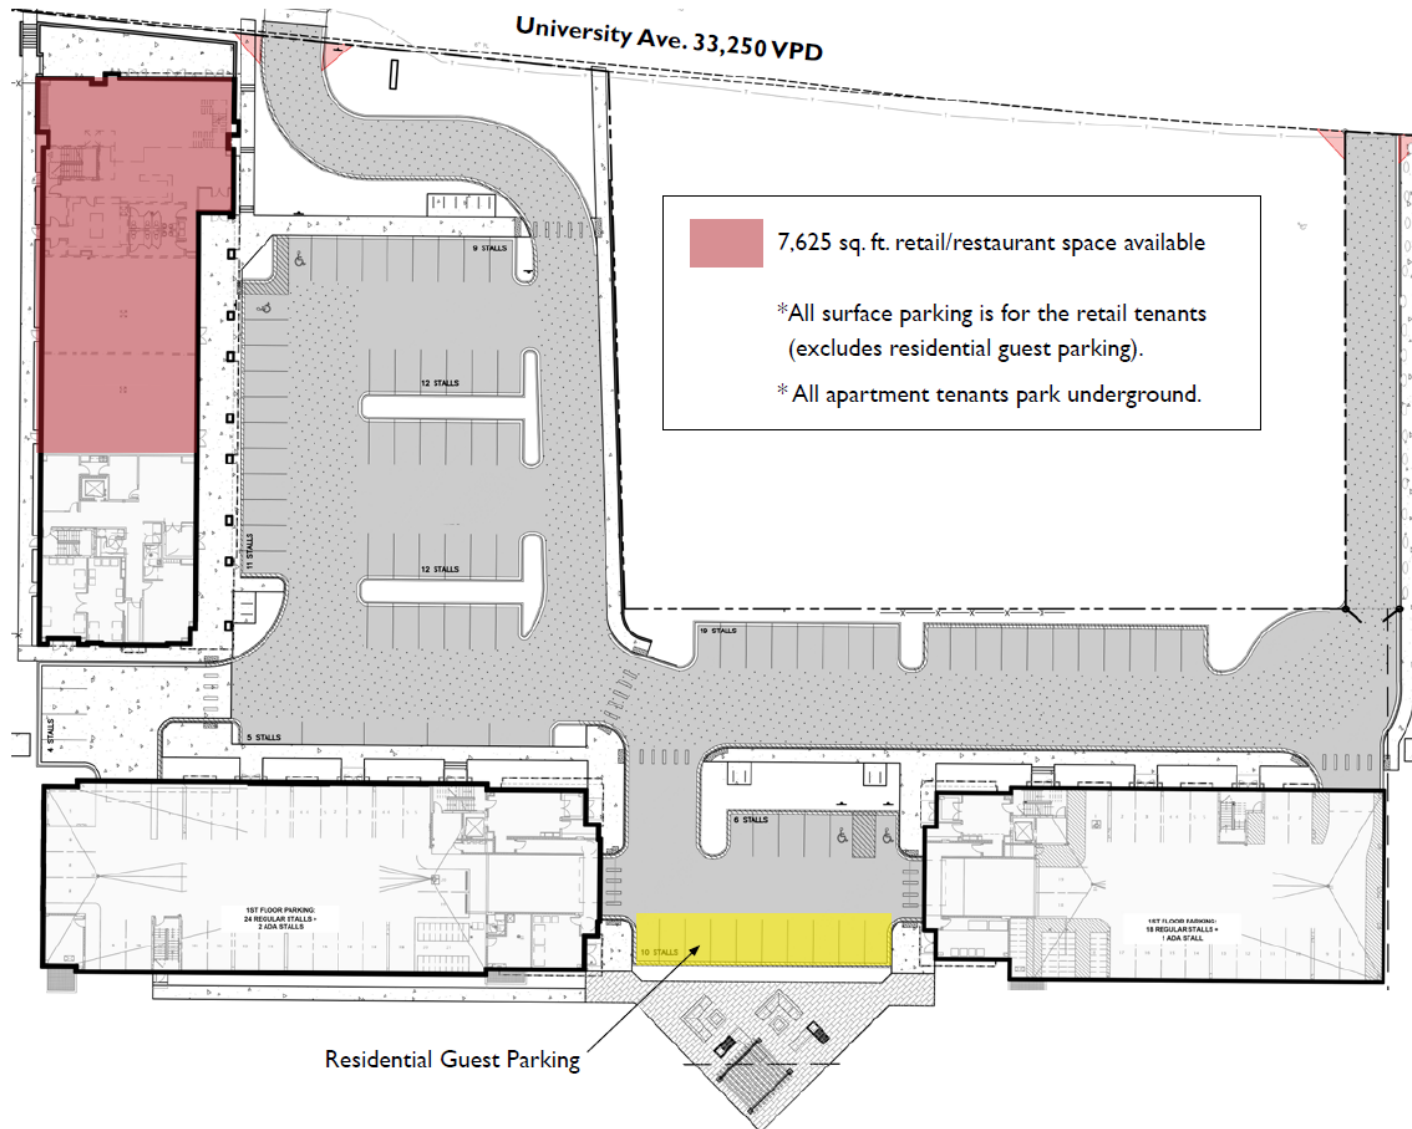 University Ave. 33,250 VPD
7,625 sq. ft. retail/restaurant space available
*All surface parking is for the retail tenants
(excludes residential guest parking).
* All apartment tenants park underground.
9 STALLS
12 STALLS
11 STALLS
12 STALLS
19 STALLS
4 STALLS
5 STALLS
6 STALLS
1ST FLOOR PARKING:
24 REGULAR STALLS +
2 ADA STALLS
1ST FLOOR PARKING:
18 REGULAR STALLS +
1 ADA STALL
10 STALLS
Residential Guest Parking